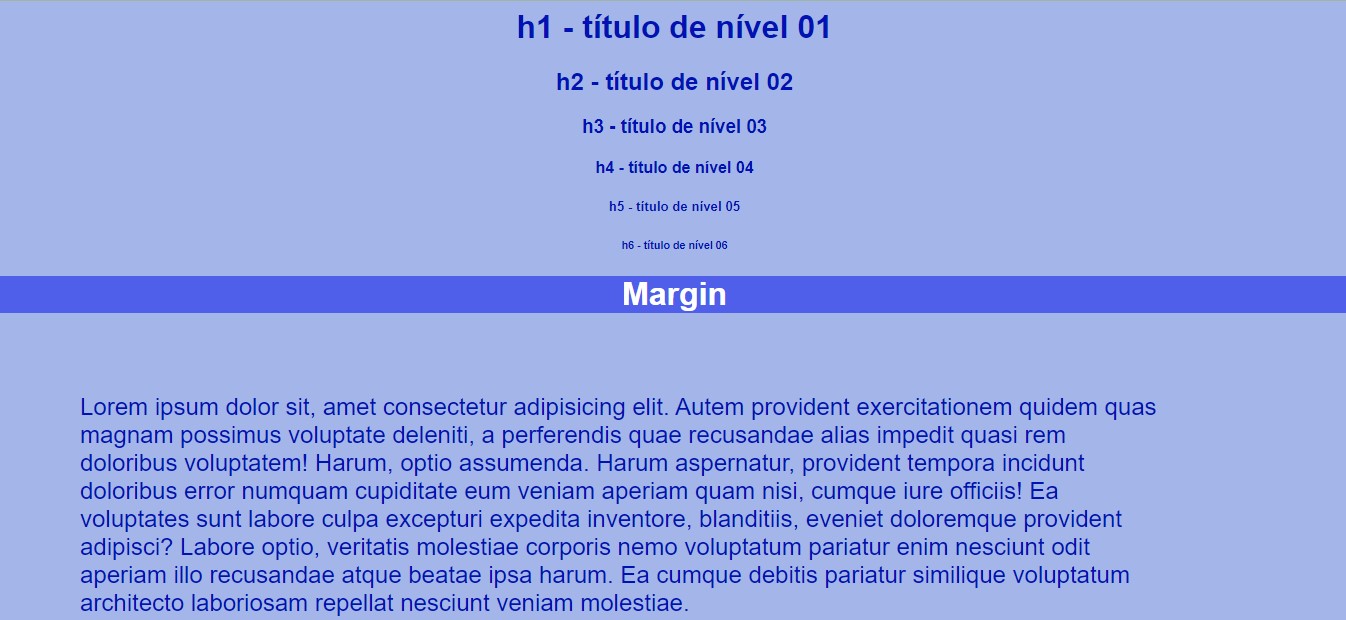 h1 - título de nível 01
h2 - título de nível 02
h3 - título de nível 03
h4 - título de nível 04
h5 - título de nível 05
h6 - título de nível 06
Margin
Lorem ipsum dolor sit, amet consectetur adipisicing elit. Autem provident exercitationem quidem quas
magnam possimus voluptate deleniti, a perferendis quae recusandae alias impedit quasi rem
doloribus voluptatem! Harum, optio assumenda. Harum aspernatur, provident tempora incidunt
doloribus error numquam cupiditate eum veniam aperiam quam nisi, cumque iure officiis! Ea
voluptates sunt labore culpa excepturi expedita inventore, blanditiis, eveniet doloremque provident
adipisci? Labore optio, veritatis molestiae corporis nemo voluptatum pariatur enim nesciunt odit
aperiam illo recusandae atque beatae ipsa harum. Ea cumque debitis pariatur similique voluptatum
architecto laboriosam repellat nesciunt veniam molestiae.